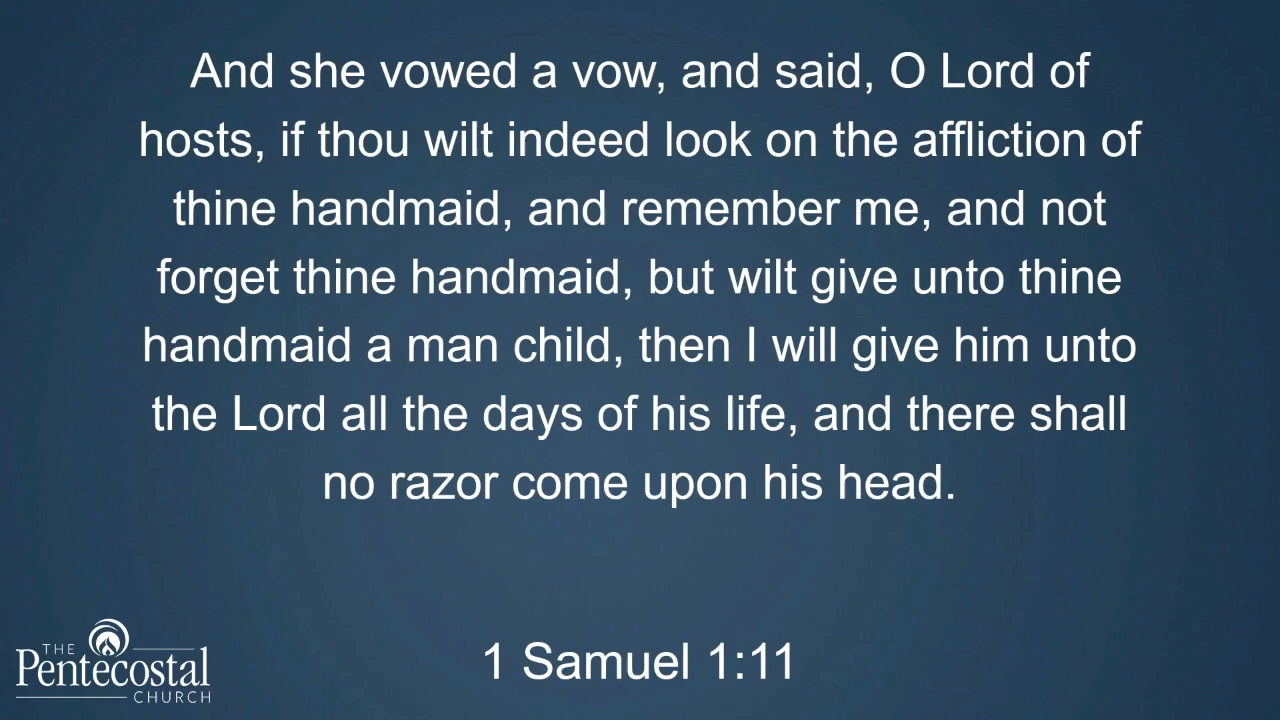 And she vowed a vow, and said, O Lord of
hosts, if thou wilt indeed look on the affliction of
thine handmaid, and remember me, and not
forget thine handmaid, but wilt give unto thine
handmaid a man child, then I will give him unto
the Lord all the days of his life, and there shall
no razor come upon his head.
1 Samuel 1:11
THE
Pentecostal
CHURCH